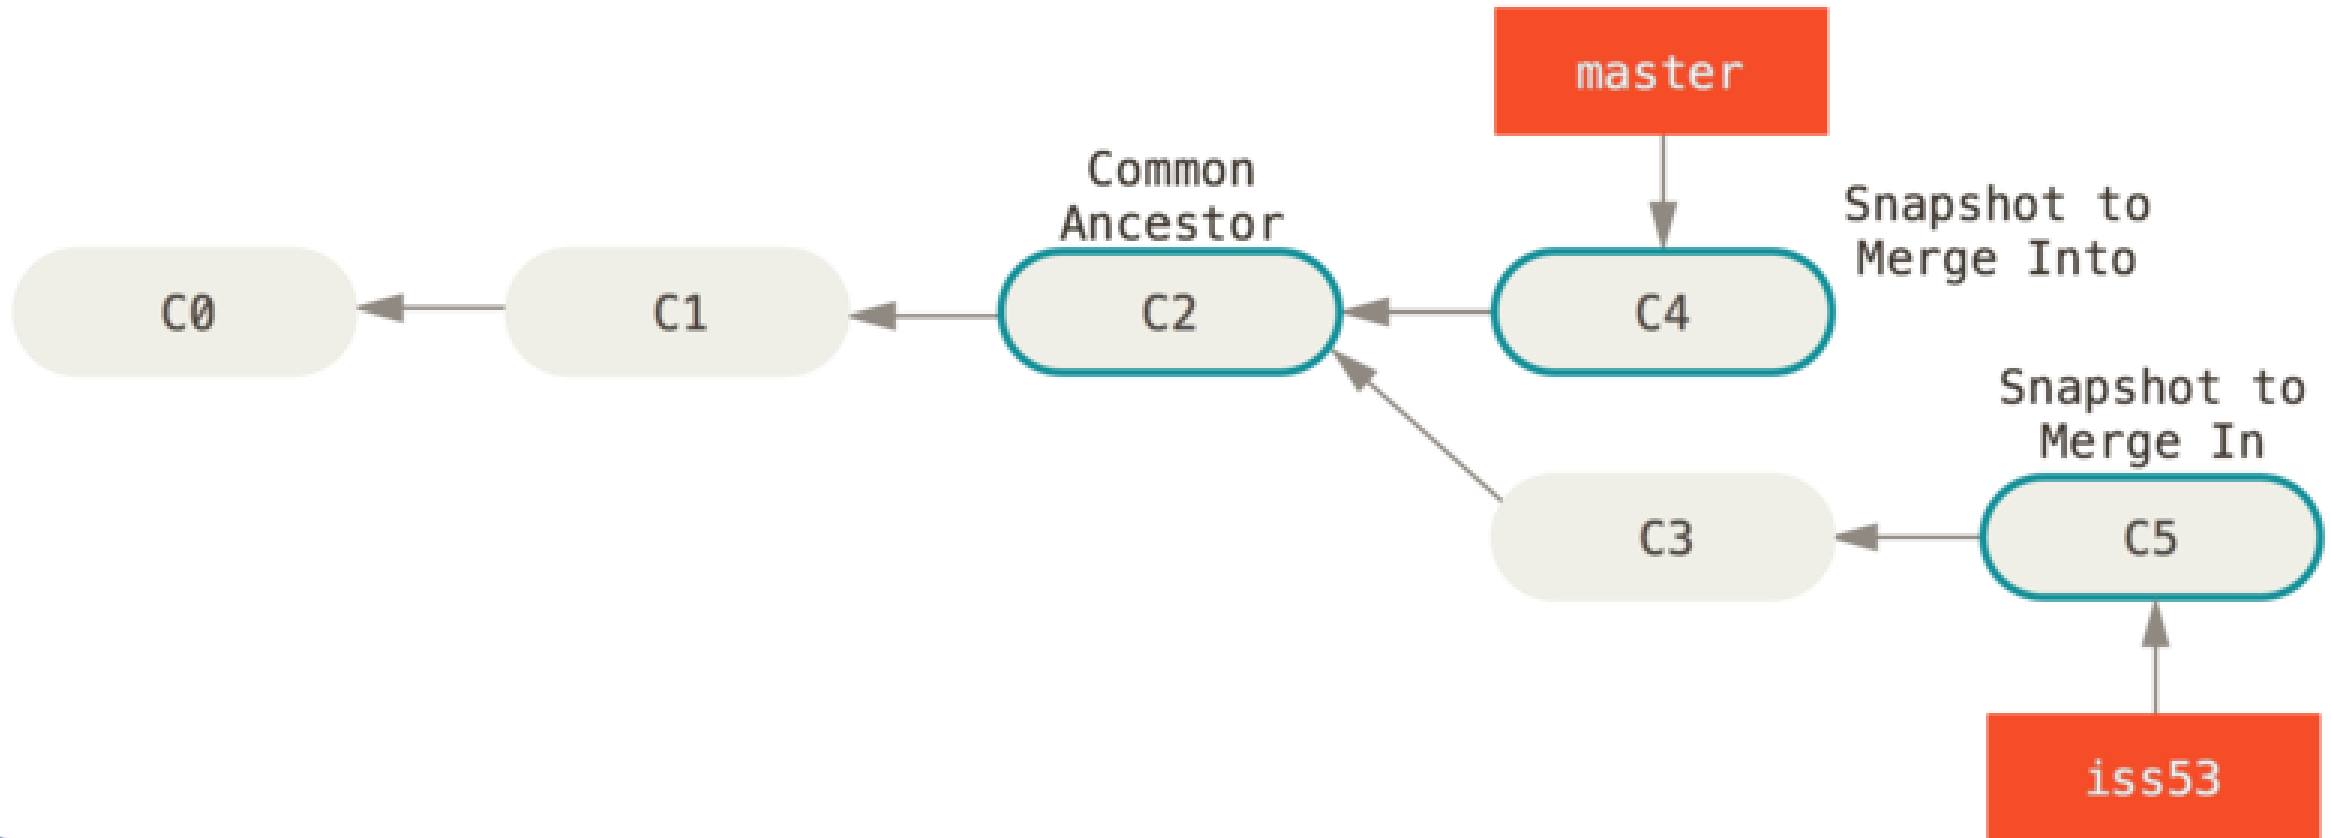 master
Common
Ancestor
Snapshot to
Merge Into
C0
C1
C2
C4
Snapshot to
Merge In
C3
C5
iss53